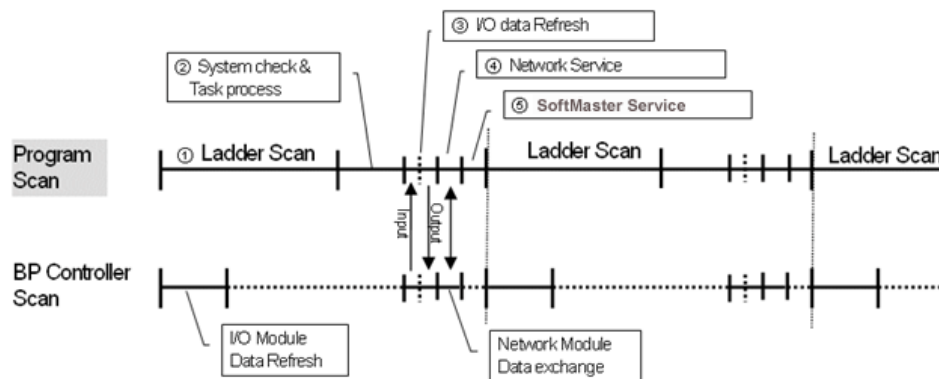 ③ I/O data Refresh
② System check &
Task process
④ Network Service
⑤ SoftMaster Service
Program
Scan
① Ladder Scan
Ladder Scan
Ladder Scan
Input
Output
BP Controller
Scan
I/O Module
Data Refresh
Network Module
Data exchange